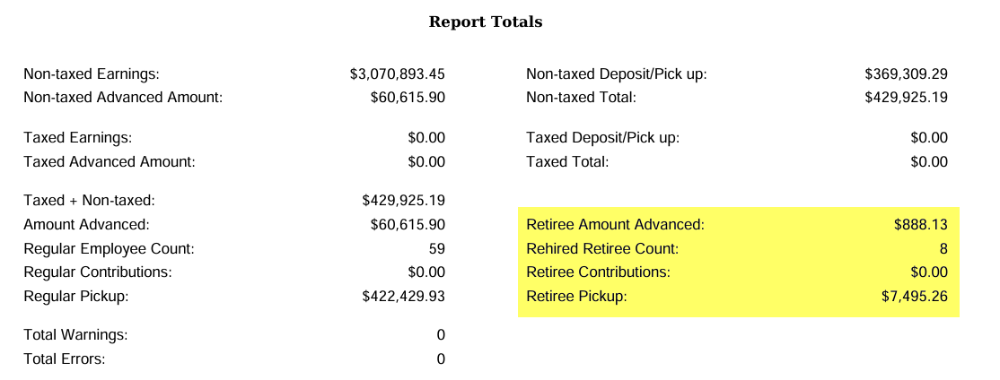 Report Totals
Non-taxed Earnings: $3,070,893.45 Non-taxed Deposit/Pick up: $369,309.29
Non-taxed Advanced Amount: $60,615.90 Non-taxed Total: $429,925.19
Taxed Earnings: $0.00 Taxed Deposit/Pick up: $0.00
Taxed Advanced Amount: $0.00 Taxed Total: $0.00
Taxed + Non-taxed: $429,925.19
Amount Advanced: $60,615.90 Retiree Amount Advanced: $888.13
Regular Employee Count: 59 Rehired Retiree Count: 8
Regular Contributions: $0.00 Retiree Contributions: $0.00
Regular Pickup: $422,429.93 Retiree Pickup: $7,495.26
Total Warnings: 0
Total Errors: 0